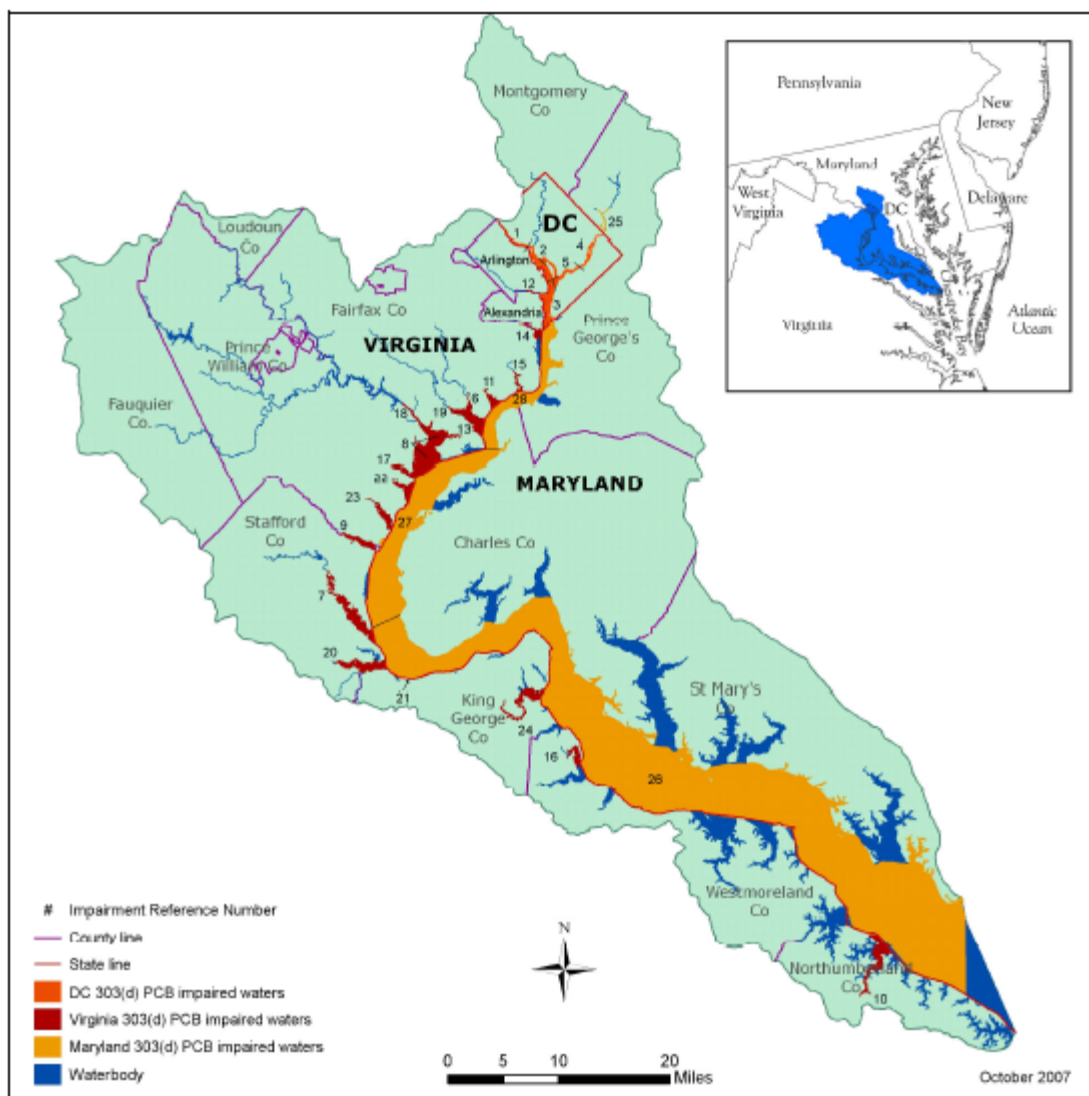 Montgomery
Co
Loudoun
Co
DC
25
1
2
4
Arlington
5
12
3
Alexandria
Fairfax Co
Prince
George's
Co
14
VIRGINIA
Prince
William Co
15
11
28
6
Fauquier
Co.
18
19
13
8
17
22
MARYLAND
23
27
Stafford
Co
9
Charles Co
7
20
21
King
George
Co
24
16
St Mary's
Co
26
Westmoreland
Co
Northumberland
Co
10
Pennsylvania
New
Jersey
Maryland
West
Virginia
DC
Delaware
Virginia
Chesapeake Bay
Atlantic
Ocean
# Impairment Reference Number
County line
State line
DC 303(d) PCB impaired waters
Virginia 303(d) PCB impaired waters
Maryland 303(d) PCB impaired waters
Waterbody
N
0 5 10 20
Miles
October 2007